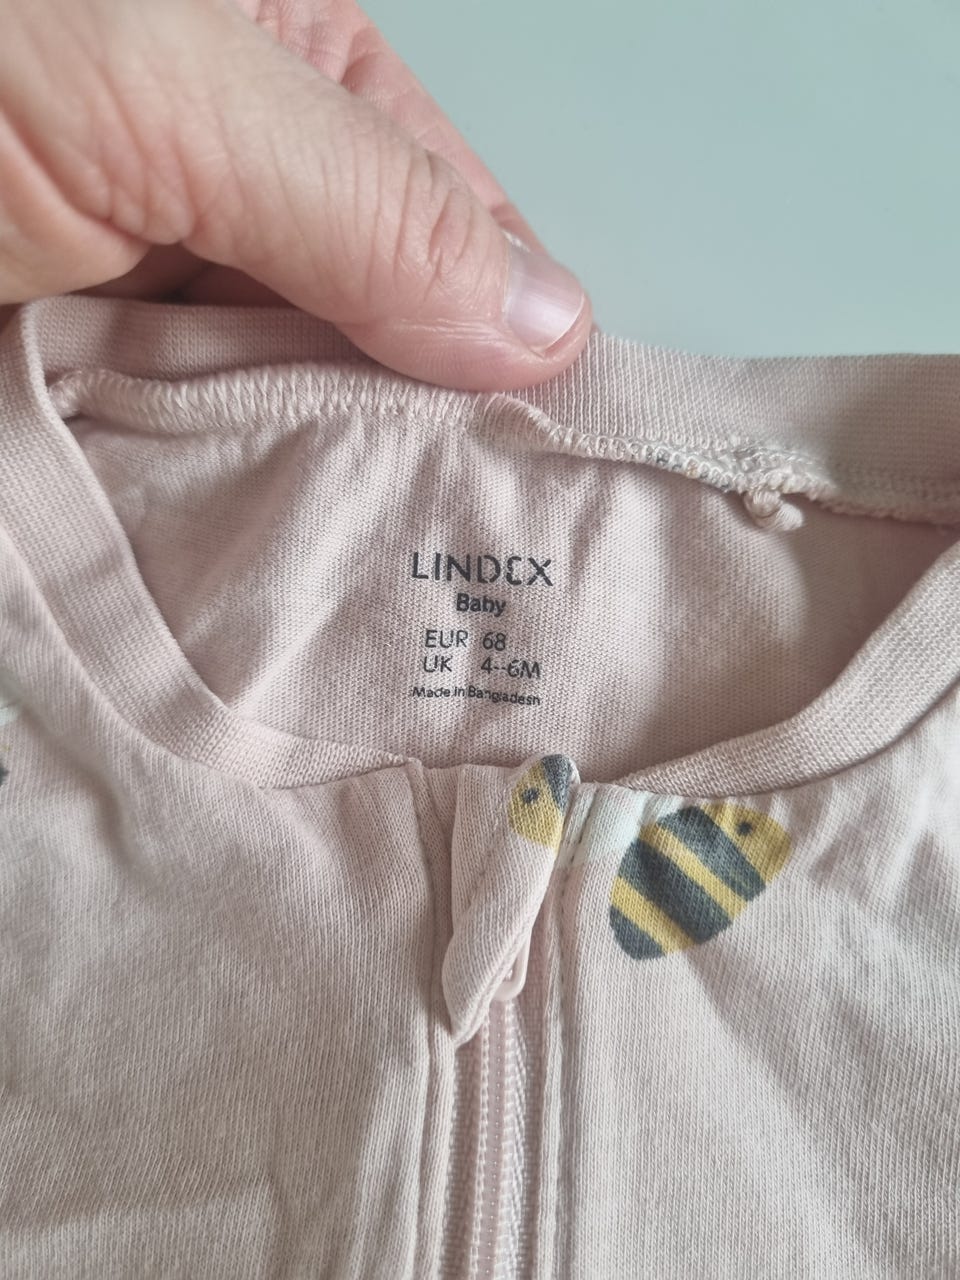 LINDEX
Baby
EUR 68
UK 4-6M
Made in Bangladesh